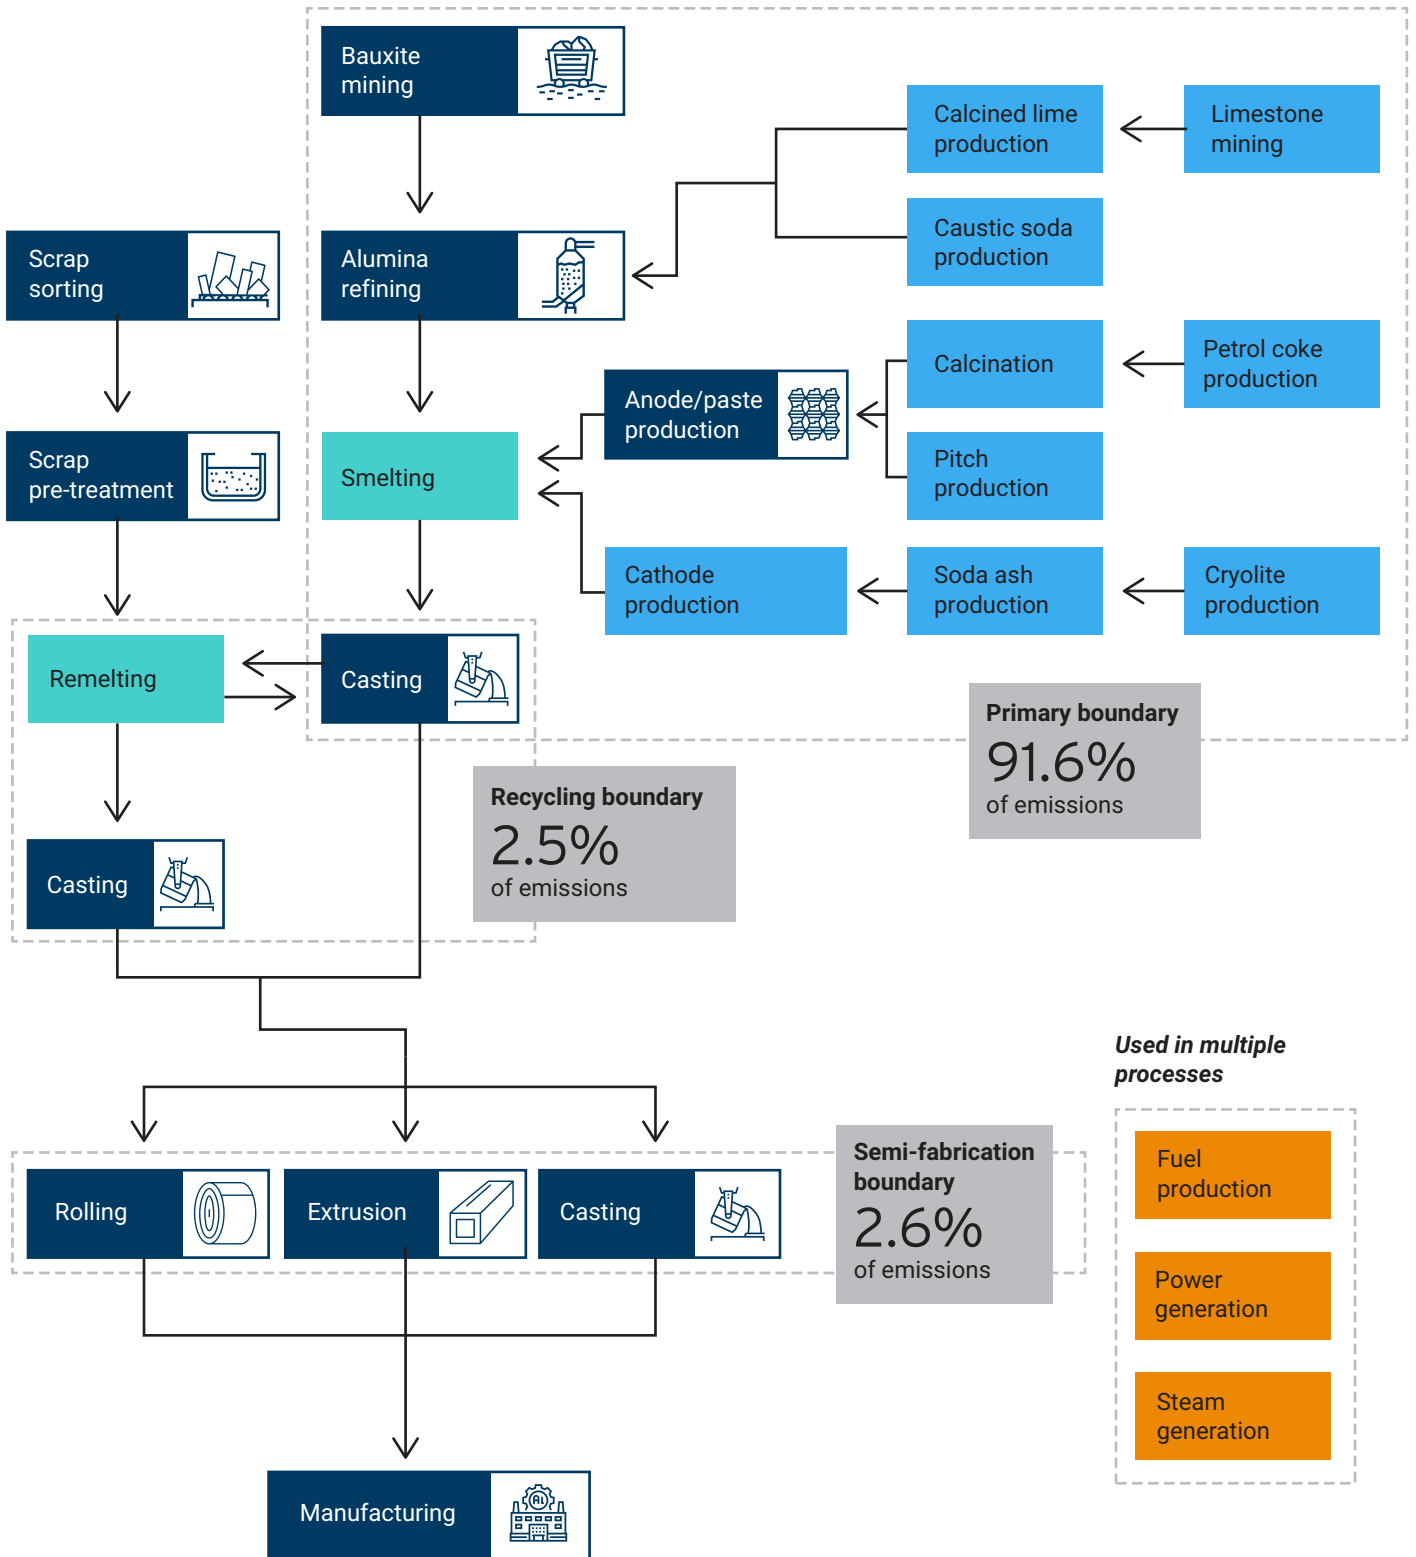 Bauxite
mining
Calcined lime
production
Limestone
mining
Caustic soda
production
Scrap
sorting
Alumina
refining
Calcination
Petrol coke
production
Anode/paste
production
Pitch
production
Scrap
pre-treatment
Smelting
Cathode
production
Soda ash
production
Cryolite
production
Remelting
Casting
Primary boundary
91.6%
of emissions
Recycling boundary
2.5%
of emissions
Casting
Used in multiple
processes
Semi-fabrication
boundary
2.6%
of emissions
Rolling
Extrusion
Casting
Fuel
production
Power
generation
Steam
generation
Manufacturing
AL